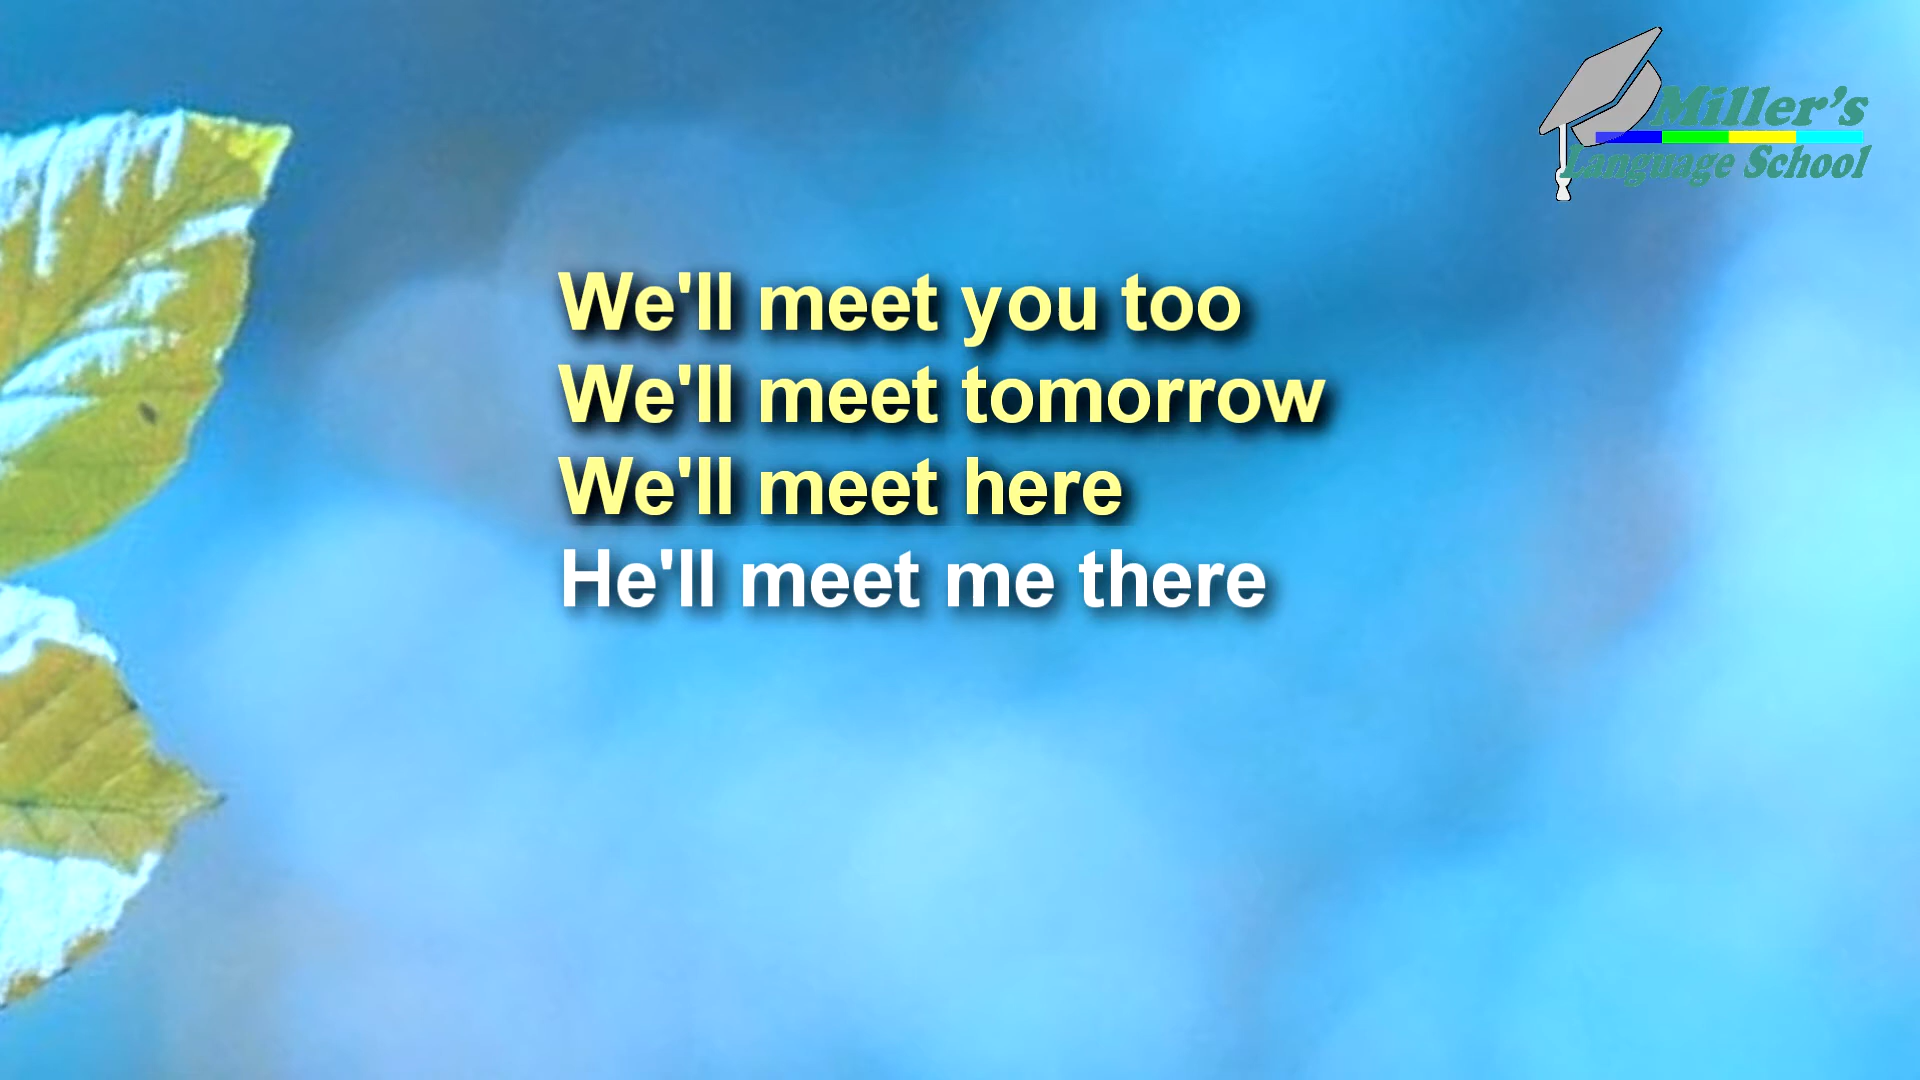 Miller's
Language School
We'll meet you too
We'll meet tomorrow
We'll meet here
He'll meet me there